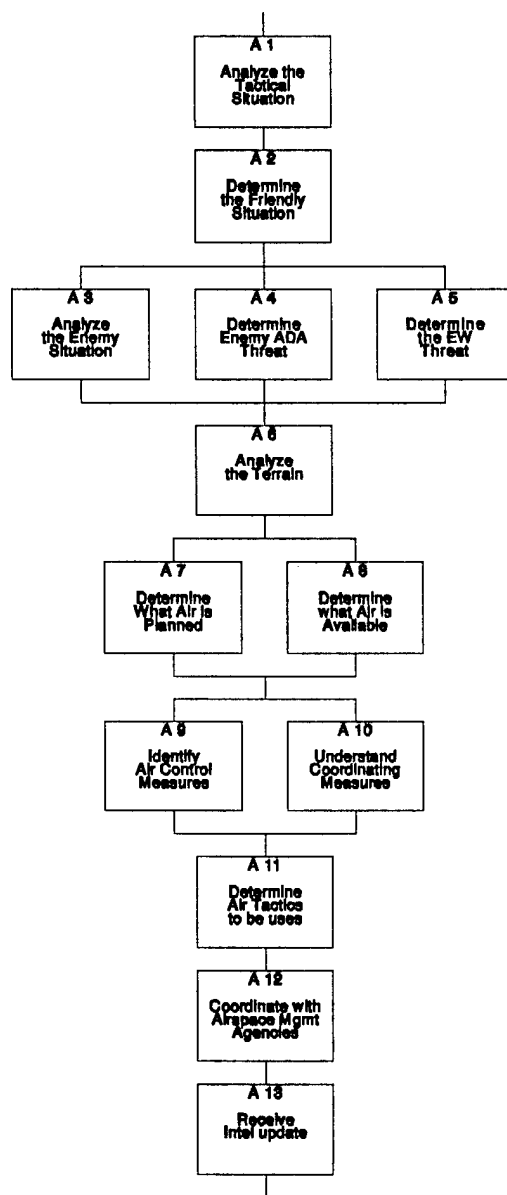 A 1
Analyze the
Tactical
Situation
A 2
Determine
the Friendly
Situation
A 3
Analyze
the Enemy
Situation
A 4
Determine
Enemy ADA
Threat
A 5
Determine
the EW
Threat
A 6
Analyze
the Terrain
A 7
Determine
What Air is
Planned
A 8
Determine
what Air is
Available
A 9
Identify
Air Control
Measures
A 10
Understand
Coordinating
Measures
A 11
Determine
Air Tactics
to be uses
A 12
Coordinate with
Airspace Mgmt
Agencies
A 13
Receive
Intel update